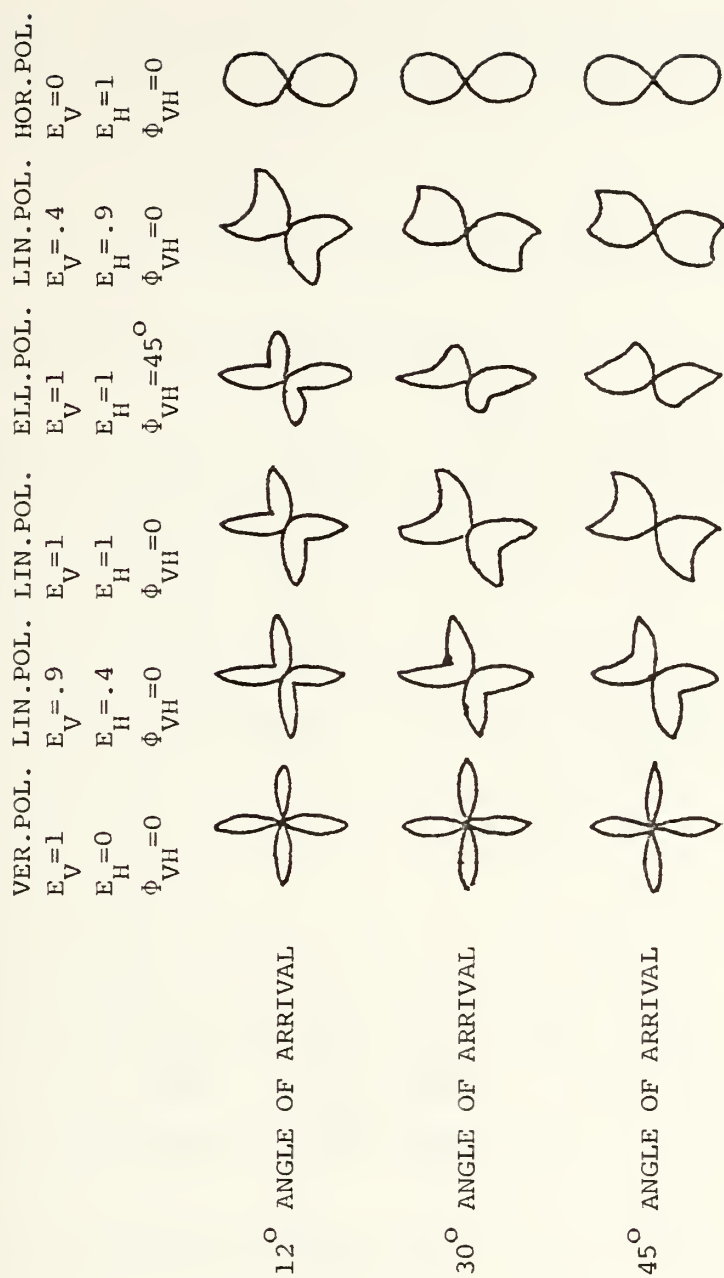 VER.POL. LIN.POL. LIN.POL. ELL.POL. LIN.POL. HOR.POL.
E_V=1 E_V=.9 E_V=1 E_V=1 E_V=.4 E_V=0
E_H=0 E_H=.4 E_H=1 E_H=1 E_H=.9 E_H=1
Φ_VH=0 Φ_VH=0 Φ_VH=0 Φ_VH=45° Φ_VH=0 Φ_VH=0
12° ANGLE OF ARRIVAL
30° ANGLE OF ARRIVAL
45° ANGLE OF ARRIVAL